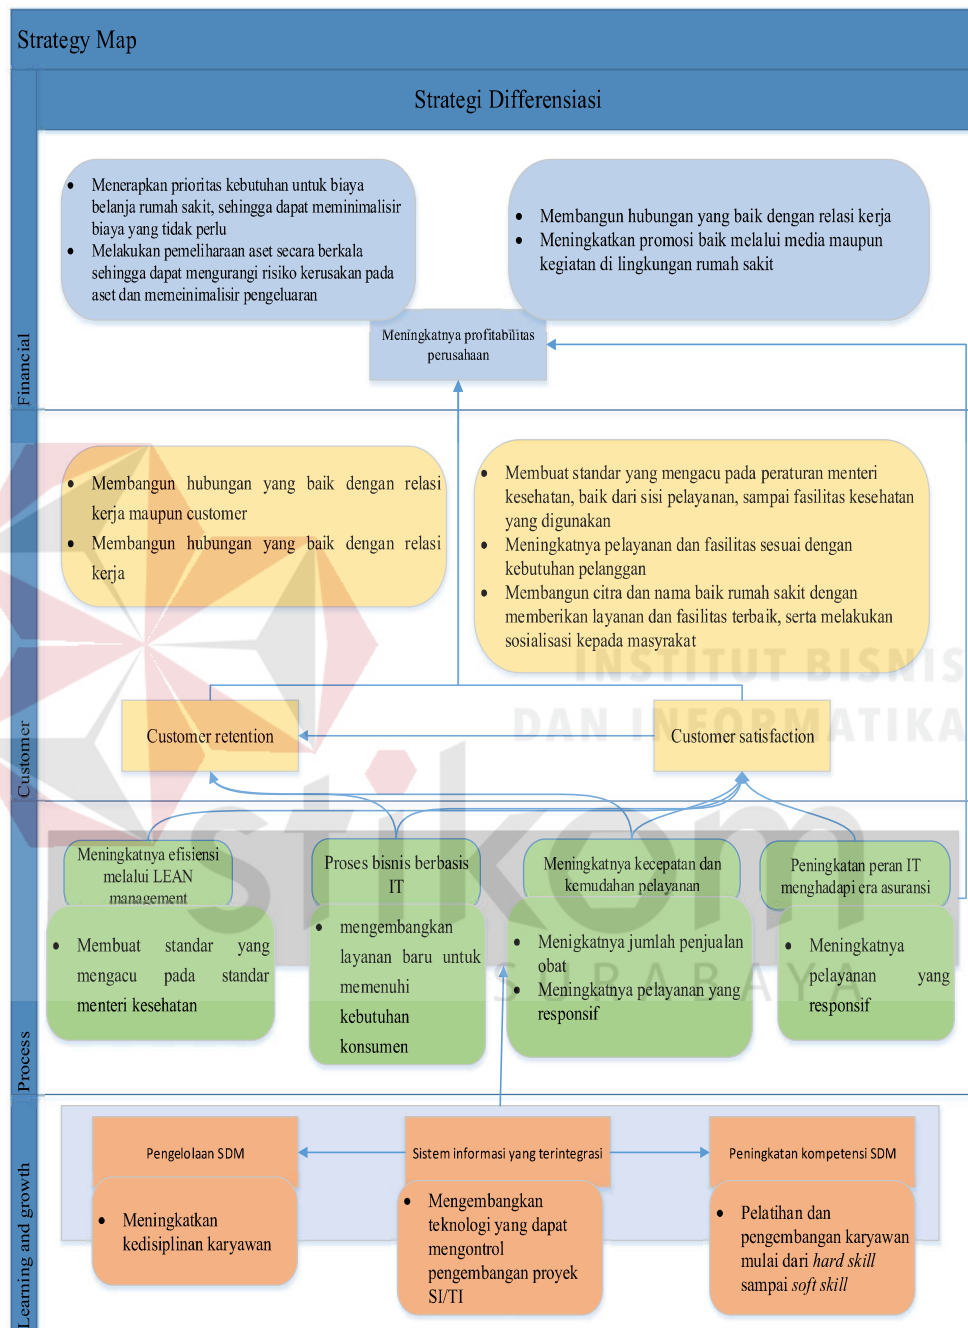 Strategy Map
Strategi Differensiasi
Financial
• Menerapkan prioritas kebutuhan untuk biaya
belanja rumah sakit, sehingga dapat meminimalisir
biaya yang tidak perlu
• Melakukan pemeliharaan aset secara berkala
sehingga dapat mengurangi risiko kerusakan pada
aset dan memeinimalisir pengeluaran
• Membangun hubungan yang baik dengan relasi kerja
• Meningkatkan promosi baik melalui media maupun
kegiatan di lingkungan rumah sakit
Meningkatnya profitabilitas
perusahaan
Customer
• Membangun hubungan yang baik dengan relasi
kerja maupun customer
• Membangun hubungan yang baik dengan relasi
kerja
• Membuat standar yang mengacu pada peraturan menteri
kesehatan, baik dari sisi pelayanan, sampai fasilitas kesehatan
yang digunakan
• Meningkatnya pelayanan dan fasilitas sesuai dengan
kebutuhan pelanggan
• Membangun citra dan nama baik rumah sakit dengan
memberikan layanan dan fasilitas terbaik, serta melakukan
sosialisasi kepada masyrakat
INSTITUT BISNIS
DAN INFORMATIKA
Customer retention
Customer satisfaction
stikom
SURABAYA
Process
Meningkatnya efisiensi
melalui LEAN
management
• Membuat standar yang
mengacu pada standar
menteri kesehatan
Proses bisnis berbasis
IT
• mengembangkan
layanan baru untuk
memenuhi
kebutuhan
konsumen
Meningkatnya kecepatan dan
kemudahan pelayanan
• Menigkatnya jumlah penjualan
obat
• Meningkatnya pelayanan yang
responsif
Peningkatan peran IT
menghadapi era asuransi
• Meningkatnya
pelayanan yang
responsif
Learning and growth
Pengelolaan SDM
• Meningkatkan
kedisiplinan karyawan
Sistem informasi yang terintegrasi
• Mengembangkan
teknologi yang dapat
mengontrol
pengembangan proyek
SI/TI
Peningkatan kompetensi SDM
• Pelatihan dan
pengembangan karyawan
mulai dari hard skill
sampai soft skill